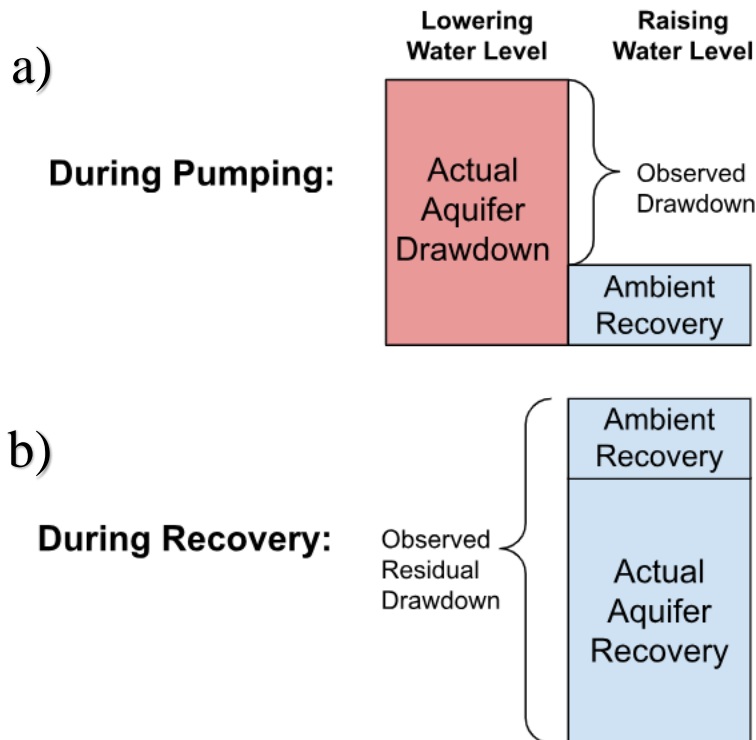 Lowering
Water Level
Raising
Water Level
a)
During Pumping:
Actual
Aquifer
Drawdown
Observed
Drawdown
Ambient
Recovery
b)
During Recovery:
Observed
Residual
Drawdown
Ambient
Recovery
Actual
Aquifer
Recovery